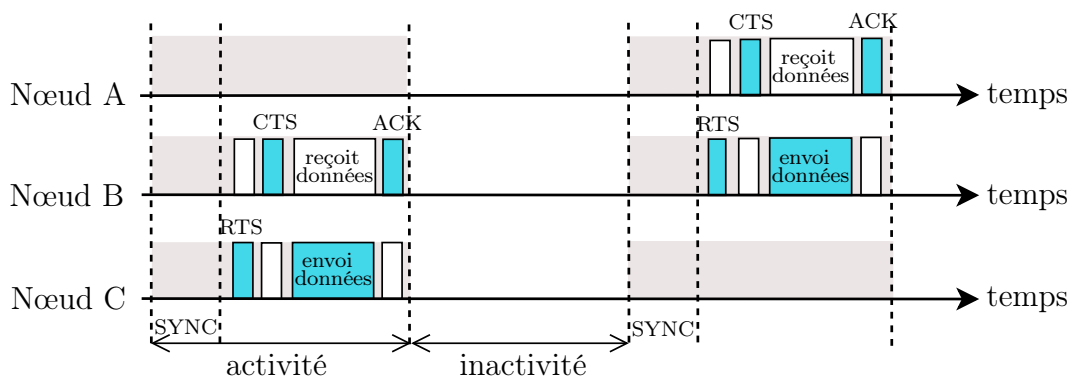 CTS ACK
reçoit
données
Nœud A
temps
CTS ACK
RTS
reçoit
données
envoi
données
Nœud B
temps
RTS
envoi
données
Nœud C
temps
SYNC
SYNC
activité
inactivité